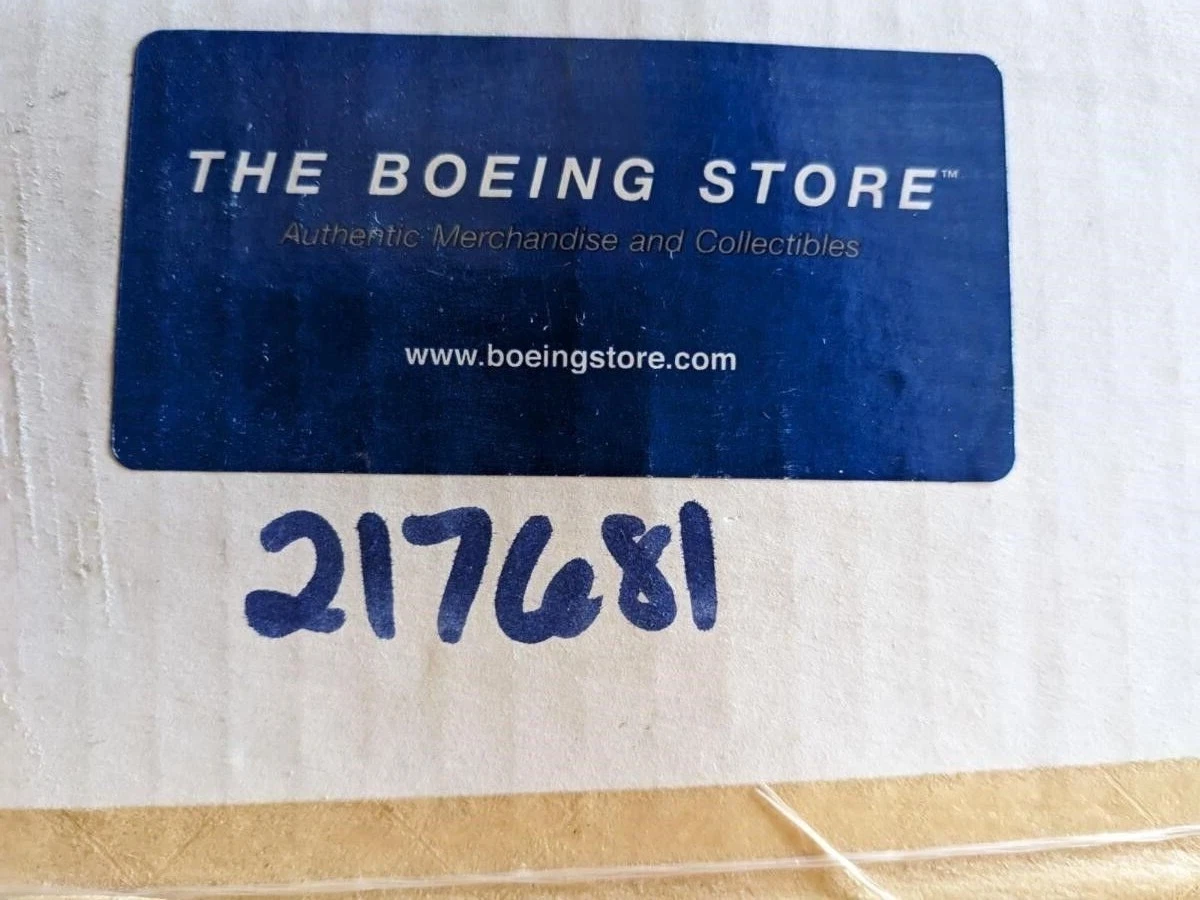 THE BOEING STORE™
Authentic Merchandise and Collectibles
www.boeingstore.com
217681